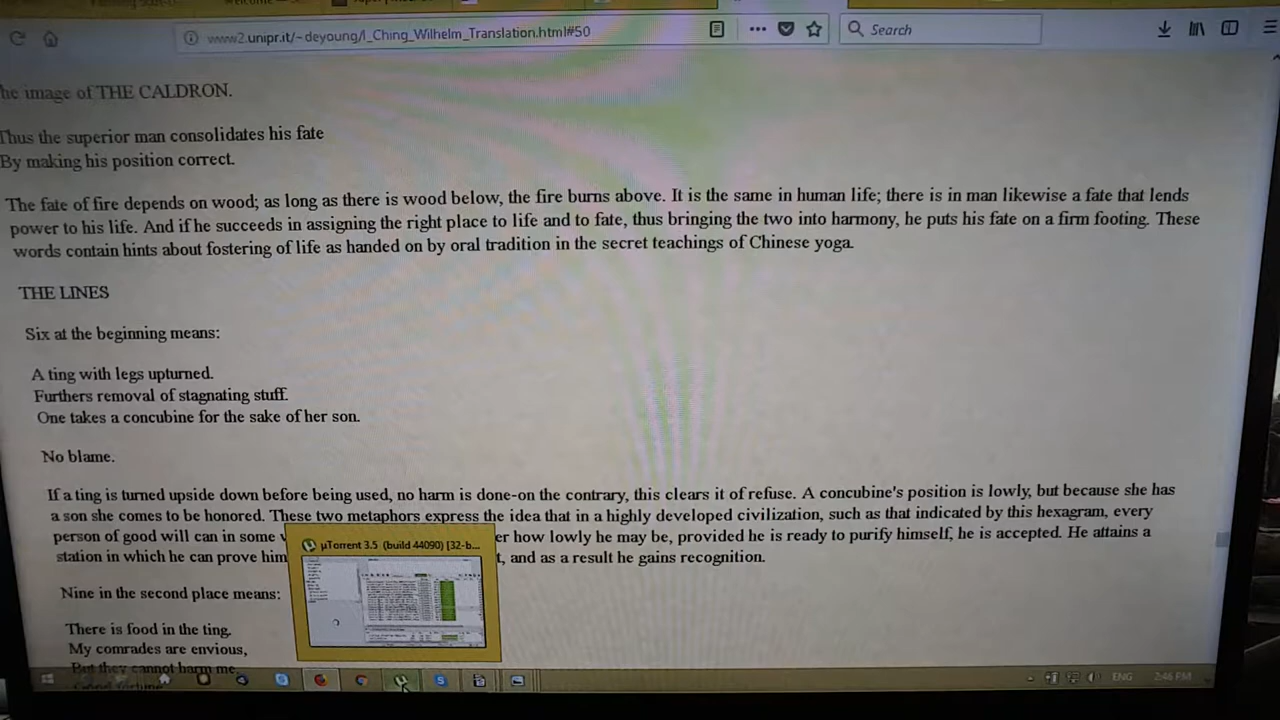 www2.unipr.it/~deyoung/I_Ching_Wilhelm_Translation.html#50
Search
he image of THE CALDRON.
Thus the superior man consolidates his fate
By making his position correct.
The fate of fire depends on wood; as long as there is wood below, the fire burns above. It is the same in human life; there is in man likewise a fate that lends
power to his life. And if he succeeds in assigning the right place to life and to fate, thus bringing the two into harmony, he puts his fate on a firm footing. These
words contain hints about fostering of life as handed on by oral tradition in the secret teachings of Chinese yoga.
THE LINES
Six at the beginning means:
A ting with legs upturned.
Furthers removal of stagnating stuff.
One takes a concubine for the sake of her son.
No blame.
If a ting is turned upside down before being used, no harm is done-on the contrary, this clears it of refuse. A concubine's position is lowly, but because she has
a son she comes to be honored. These two metaphors express the idea that in a highly developed civilization, such as that indicated by this hexagram, every
person of good will can in some er how lowly he may be, provided he is ready to purify himself, he is accepted. He attains a
station in which he can prove him t, and as a result he gains recognition.
µTorrent 3.5 (build 44090) [32-b...
Nine in the second place means:
There is food in the ting.
My comrades are envious,
But they cannot harm me.
Good fortune.
ENG
2:46 PM